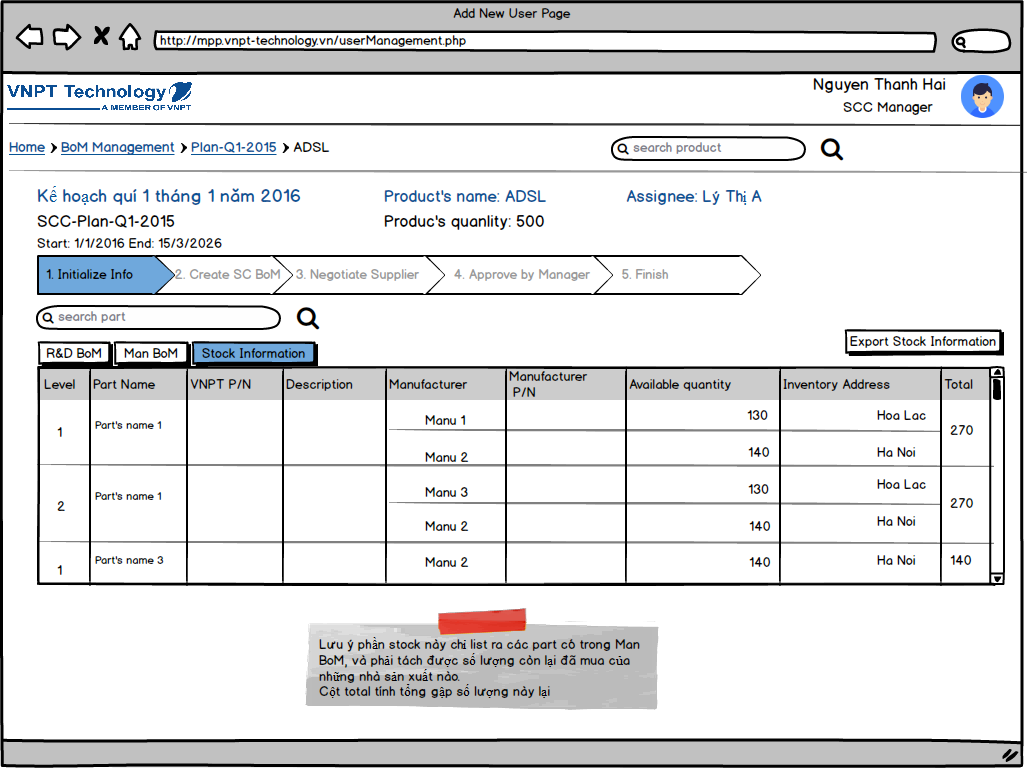 Add New User Page
http://mpp.vnpt-technology.vn/userManagement.php
VNPT Technology
A MEMBER OF VNPT
Nguyen Thanh Hai
SCC Manager
Home BoM Management Plan-Q1-2015 ADSL
search product
Kế hoạch quí 1 tháng 1 năm 2016 Product's name: ADSL Assignee: Lý Thị A
SCC-Plan-Q1-2015 Produc's quanlity: 500
Start: 1/1/2016 End: 15/3/2026
1. Initialize Info 2. Create SC BoM 3. Negotiate Supplier 4. Approve by Manager 5. Finish
search part
Export Stock Information
R&D BoM Man BoM Stock Information
Level Part Name VNPT P/N Description Manufacturer Manufacturer P/N Available quantity Inventory Address Total
1 Part's name 1 Manu 1 130 Hoa Lac 270
Manu 2 140 Ha Noi
2 Part's name 1 Manu 3 130 Hoa Lac 270
Manu 2 140 Ha Noi
1 Part's name 3 Manu 2 140 Ha Noi 140
Lưu ý phần stock này chỉ list ra các part có trong Man
BoM, và phải tách được số lượng còn lại đã mua của
những nhà sản xuất nào.
Cột total tính tổng gập số lượng này lại